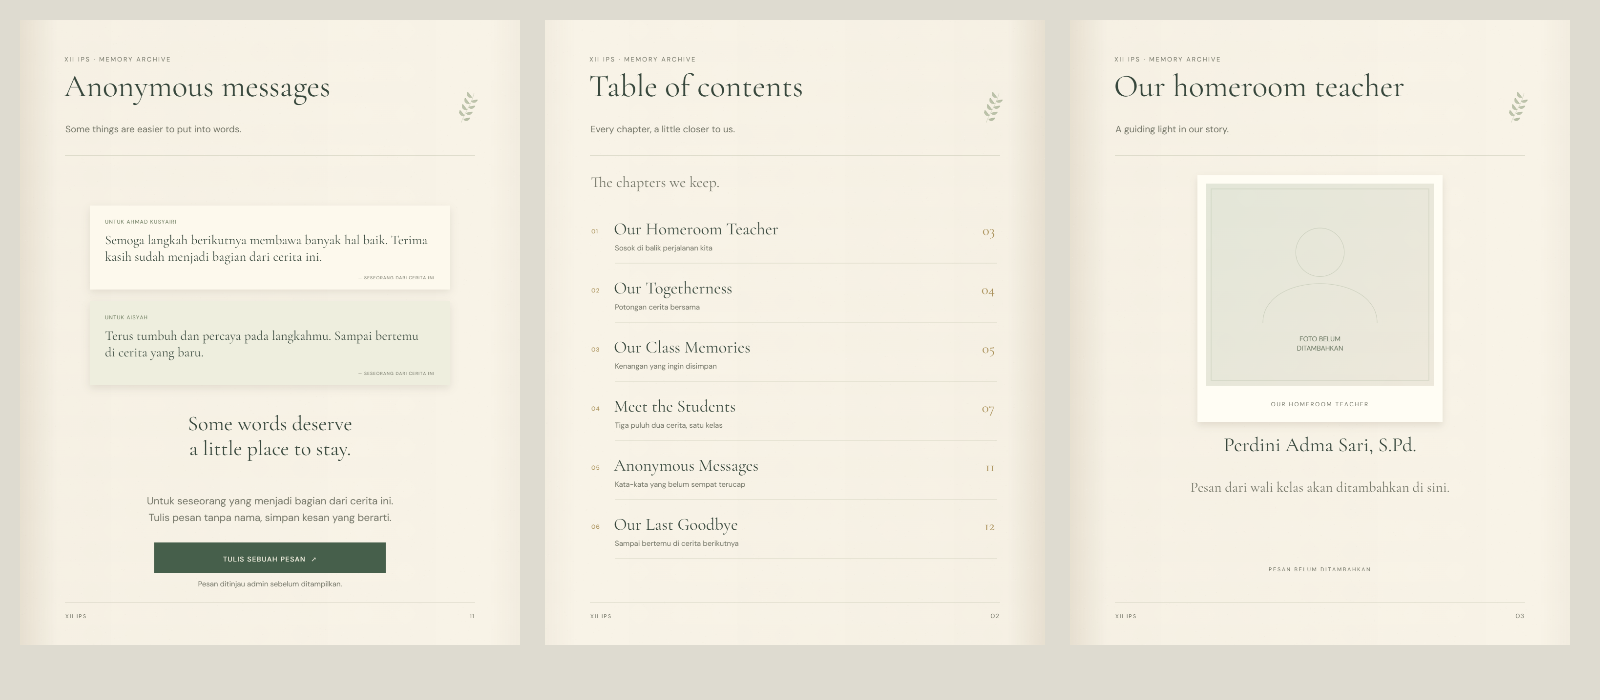 XII IPS · MEMORY ARCHIVE
Anonymous messages
Some things are easier to put into words.
UNTUK AHMAD KUSYAIRI
Semoga langkah berikutnya membawa banyak hal baik. Terima
kasih sudah menjadi bagian dari cerita ini.
— SESEORANG DARI CERITA INI
UNTUK AISYAH
Terus tumbuh dan percaya pada langkahmu. Sampai bertemu
di cerita yang baru.
— SESEORANG DARI CERITA INI
Some words deserve
a little place to stay.
Untuk seseorang yang menjadi bagian dari cerita ini.
Tulis pesan tanpa nama, simpan kesan yang berarti.
TULIS SEBUAH PESAN ↗
Pesan ditinjau admin sebelum ditampilkan.
XII IPS
11
XII IPS · MEMORY ARCHIVE
Table of contents
Every chapter, a little closer to us.
The chapters we keep.
01 Our Homeroom Teacher 03
Sosok di balik perjalanan kita
02 Our Togetherness 04
Potongan cerita bersama
03 Our Class Memories 05
Kenangan yang ingin disimpan
04 Meet the Students 07
Tiga puluh dua cerita, satu kelas
05 Anonymous Messages 11
Kata-kata yang belum sempat terucap
06 Our Last Goodbye 12
Sampai bertemu di cerita berikutnya
XII IPS
02
XII IPS · MEMORY ARCHIVE
Our homeroom teacher
A guiding light in our story.
FOTO BELUM
DITAMBAHKAN
OUR HOMEROOM TEACHER
Perdini Adma Sari, S.Pd.
Pesan dari wali kelas akan ditambahkan di sini.
PESAN BELUM DITAMBAHKAN
XII IPS
03